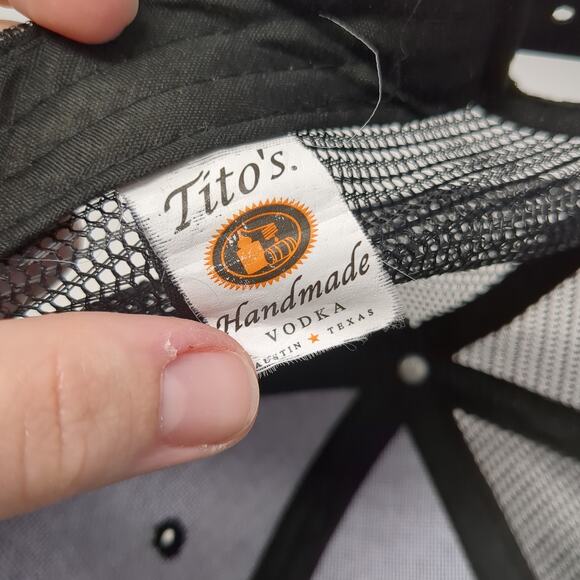 Tito's.
Handmade
VODKA
AUSTIN ★ TEXAS